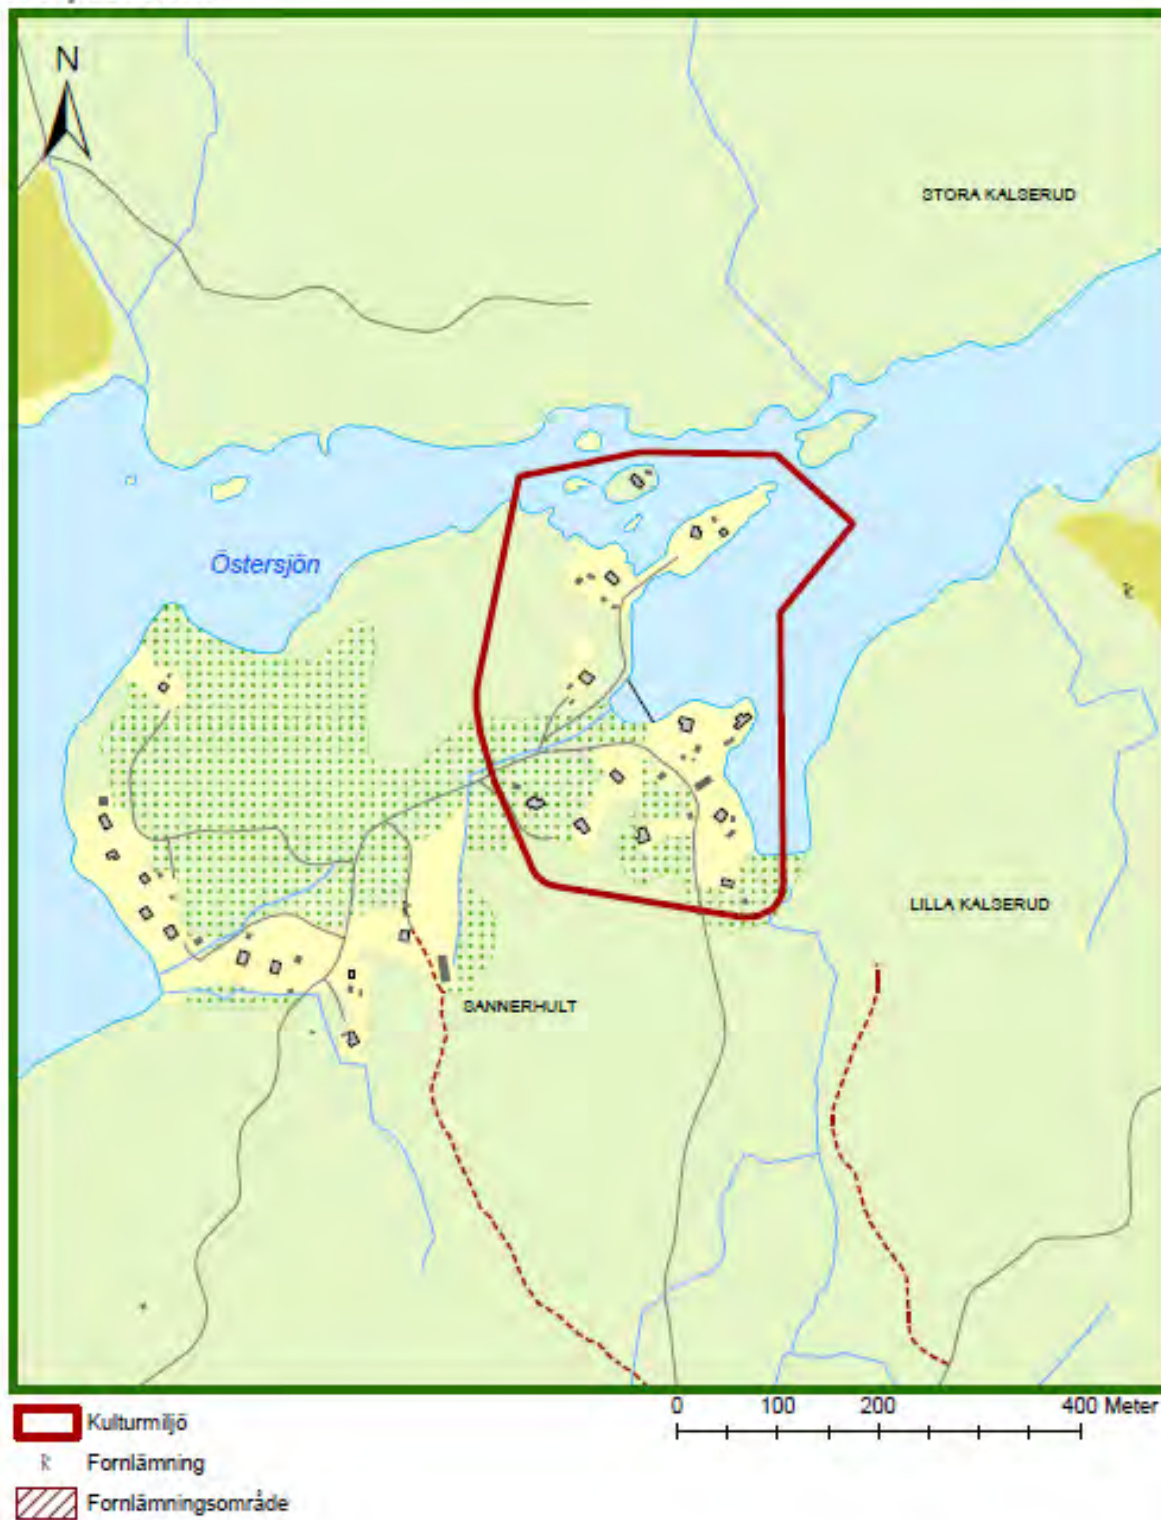 N
STORA KALSERUD
Östersjön
LILLA KALSERUD
SANNERHULT
0 100 200 400 Meter
Kulturmiljö
Fornlämning
Fornlämningsområde